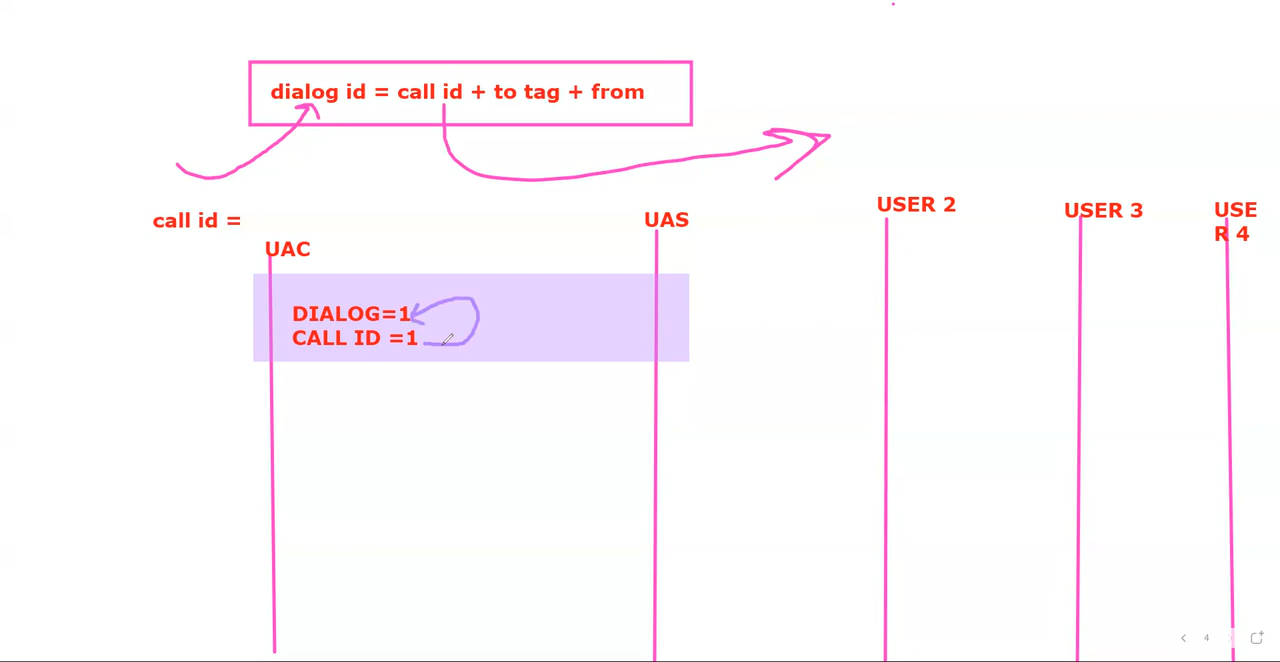 dialog id = call id + to tag + from
call id =
UAC
UAS
USER 2
USER 3
USE
R 4
DIALOG=1
CALL ID =1
4